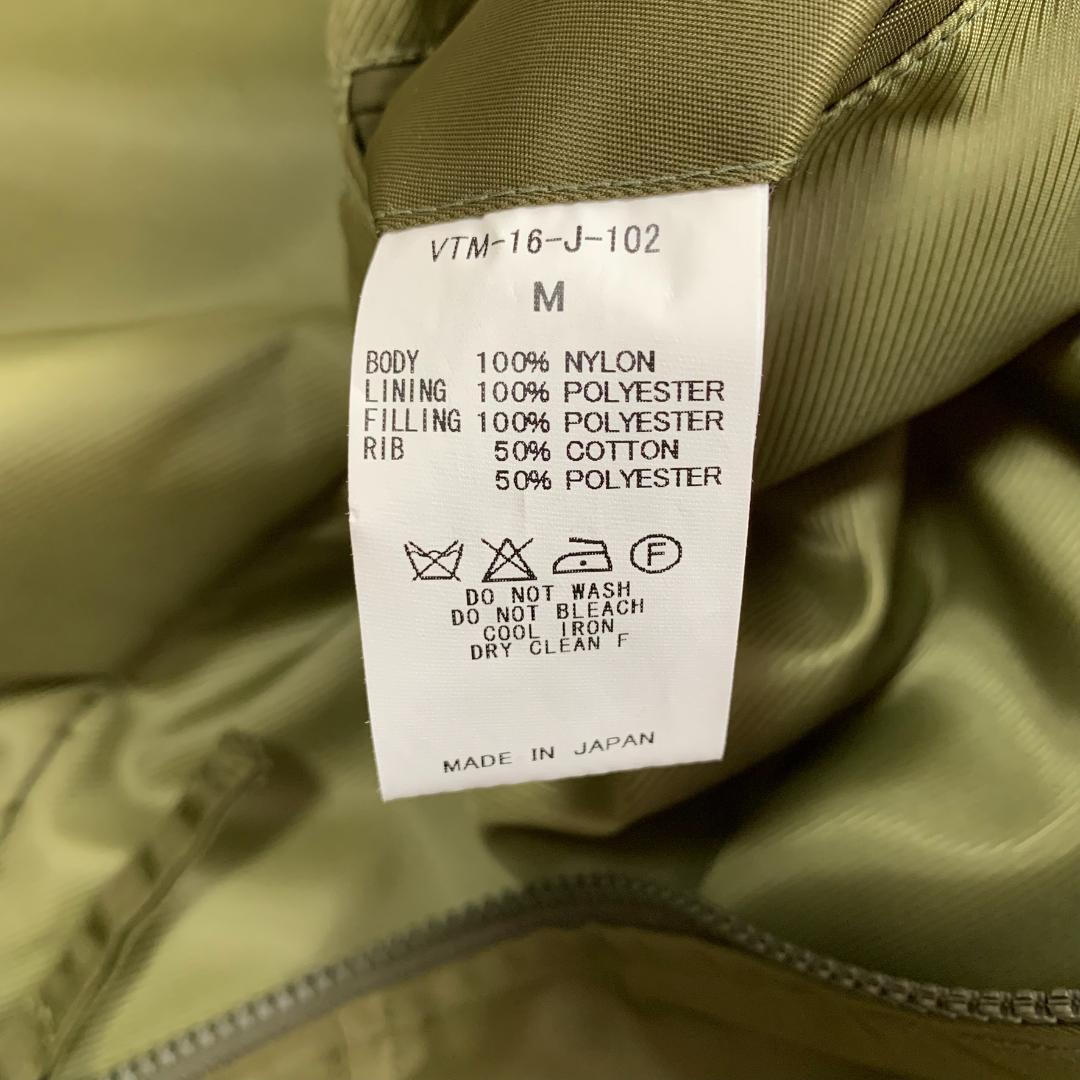 VTM-16-J-102
M
BODY 100% NYLON
LINING 100% POLYESTER
FILLING 100% POLYESTER
RIB 50% COTTON
50% POLYESTER
F
DO NOT WASH
DO NOT BLEACH
COOL IRON
DRY CLEAN F
MADE IN JAPAN